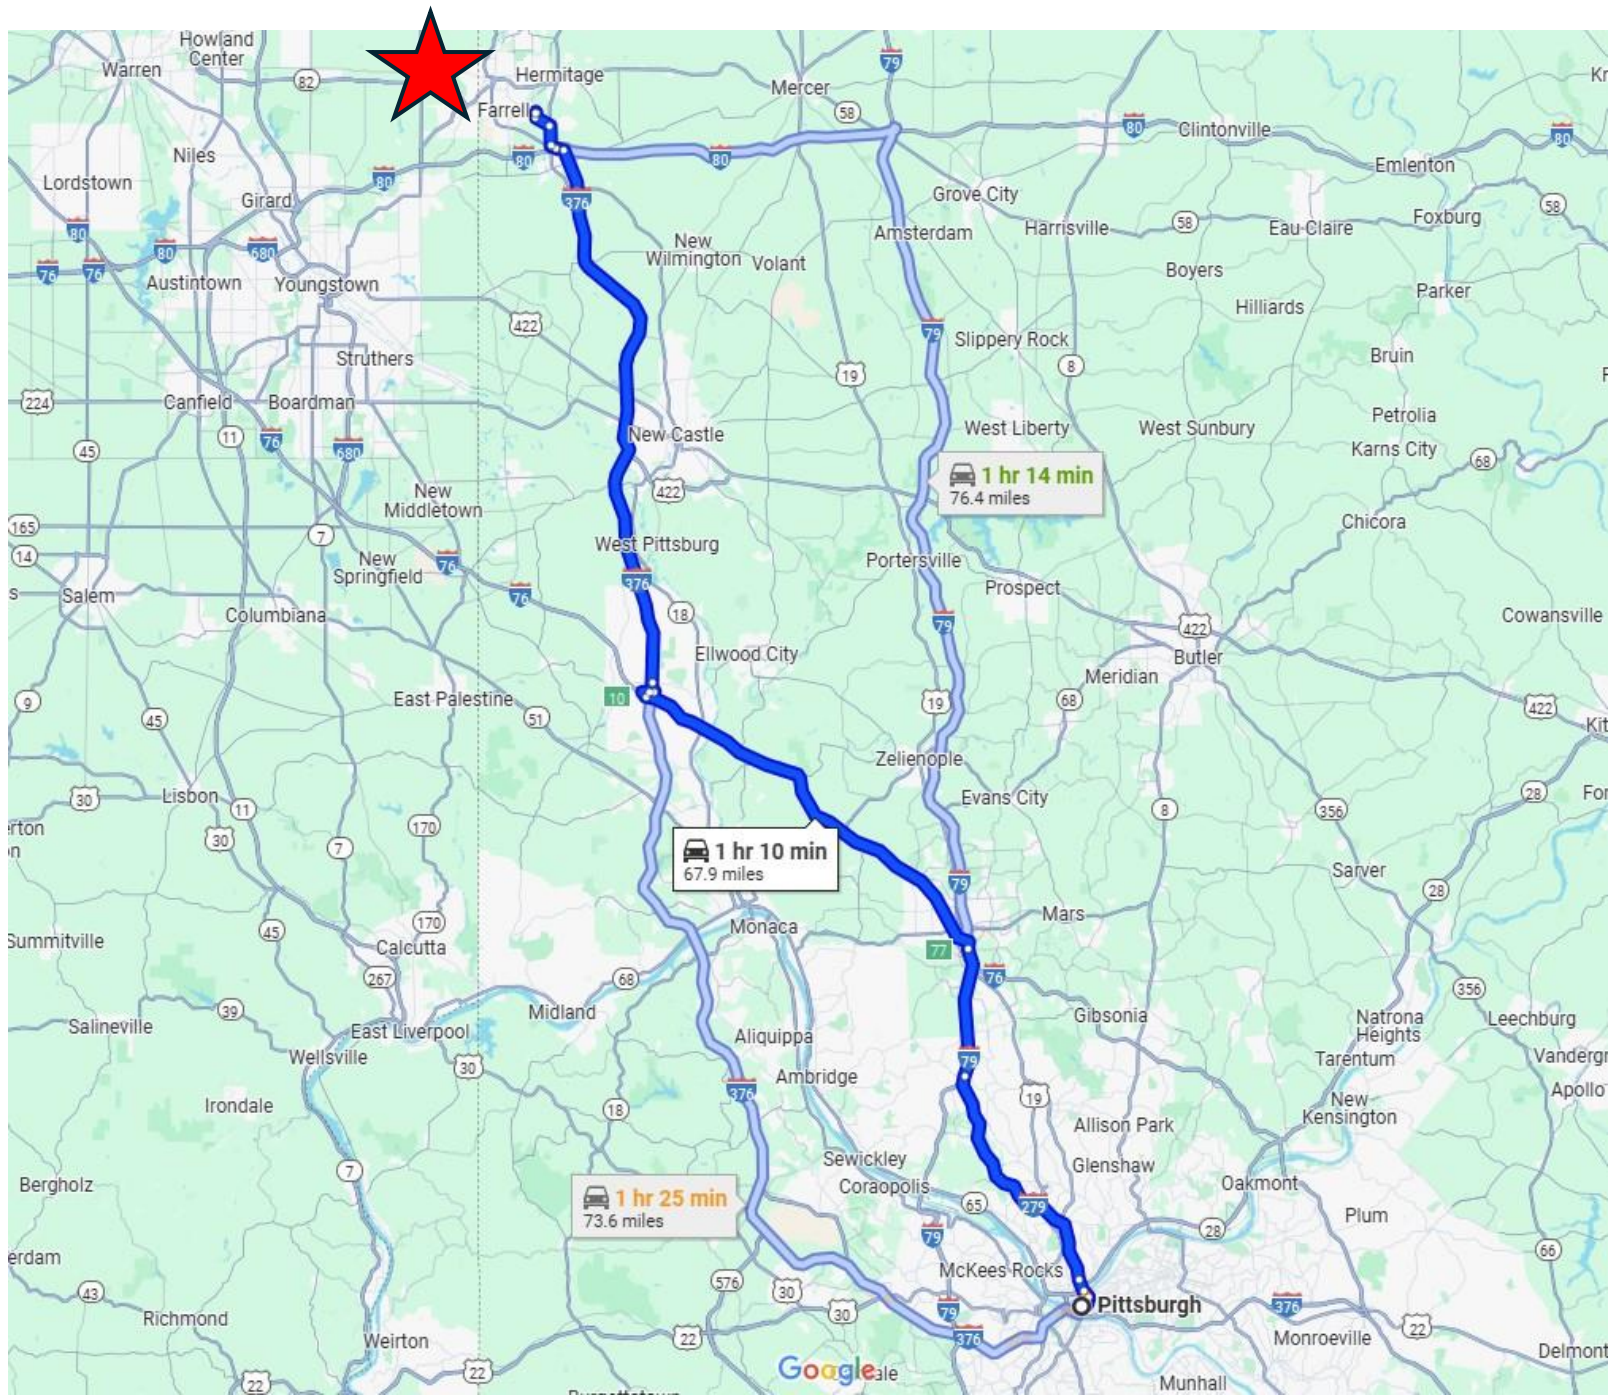 Howland
Center
Warren
82
Hermitage
Farrell
Mercer
79
58
80
Clintonville
80
Emlenton
Niles
Lordstown
Girard
80
80
80
376
Grove City
Amsterdam
Harrisville
58
Eau Claire
Foxburg
58
80
76
76
80
680
Austintown
Youngstown
New
Wilmington
Volant
Boyers
Parker
Hilliards
422
79
Slippery Rock
8
Bruin
Struthers
19
224
Canfield
Boardman
11
76
680
45
New Castle
West Liberty
West Sunbury
Petrolia
Karns City
68
1 hr 14 min
76.4 miles
422
New
Middletown
165
14
7
Chicora
West Pittsburg
New
Springfield
76
76
376
Portersville
Prospect
s
Salem
Columbiana
18
79
422
Cowansville
Ellwood City
Butler
Meridian
9
45
East Palestine
51
10
19
68
422
Kit
Zelienople
30
Lisbon
11
Evans City
8
356
28
For
erton
n
30
7
170
1 hr 10 min
67.9 miles
79
Sarver
28
Mars
170
45
Summitville
Calcutta
Monaca
77
76
267
68
356
39
Salineville
East Liverpool
Midland
Gibsonia
Natrona
Heights
Leechburg
Wellsville
30
Aliquippa
79
Tarentum
Vandergr
Ambridge
376
Apollo
Irondale
18
19
New
Kensington
Allison Park
7
Sewickley
Glenshaw
Bergholz
Coraopolis
Oakmont
1 hr 25 min
73.6 miles
65
279
Plum
79
28
66
erdam
McKees Rocks
43
576
30
30
79
Pittsburgh
376
22
Richmond
22
376
Monroeville
Weirton
Delmont
22
22
Google
ale
Munhall